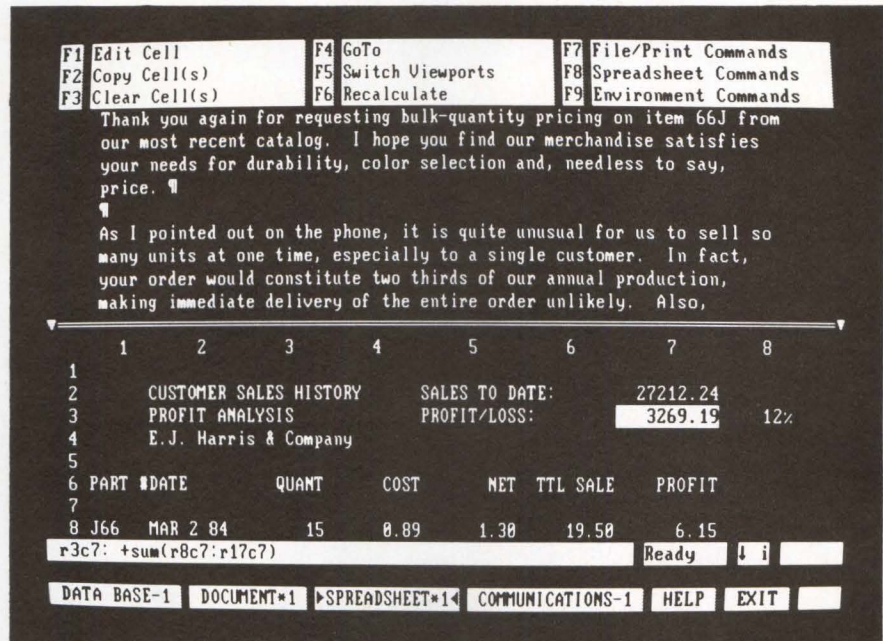 F1 Edit Cell F4 GoTo F7 File/Print Commands
F2 Copy Cell(s) F5 Switch Viewports F8 Spreadsheet Commands
F3 Clear Cell(s) F6 Recalculate F9 Environment Commands
Thank you again for requesting bulk-quantity pricing on item 66J from
our most recent catalog. I hope you find our merchandise satisfies
your needs for durability, color selection and, needless to say,
price. ¶
¶
As I pointed out on the phone, it is quite unusual for us to sell so
many units at one time, especially to a single customer. In fact,
your order would constitute two thirds of our annual production,
making immediate delivery of the entire order unlikely. Also,
1 2 3 4 5 6 7 8
1
2 CUSTOMER SALES HISTORY SALES TO DATE: 27212.24
3 PROFIT ANALYSIS PROFIT/LOSS: 3269.19 12%
4 E.J. Harris & Company
5
6 PART #DATE QUANT COST NET TTL SALE PROFIT
7
8 J66 MAR 2 84 15 0.89 1.30 19.50 6.15
r3c7: +sum(r8c7:r17c7) Ready ↓ i
DATA BASE-1 DOCUMENT*1 ▶SPREADSHEET*1◀ COMMUNICATIONS-1 HELP EXIT